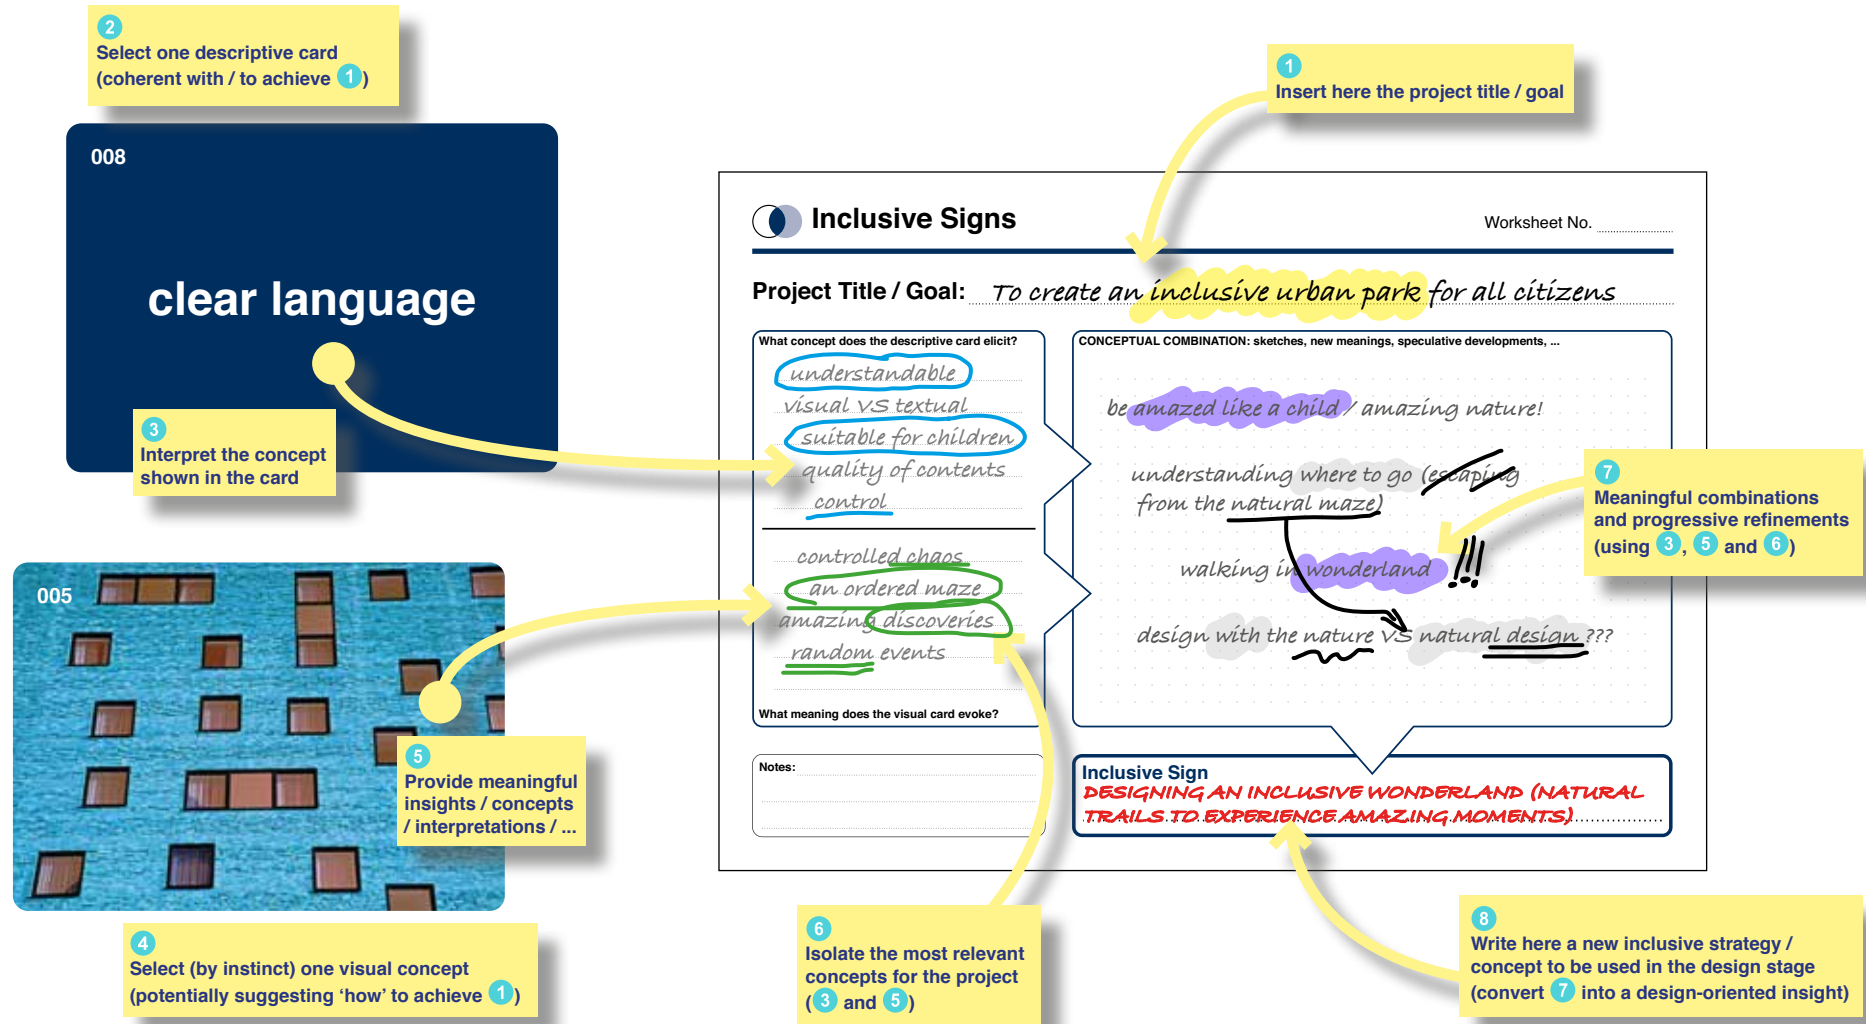 2
Select one descriptive card
(coherent with / to achieve 1)
008
clear language
3
Interpret the concept
shown in the card
005
5
Provide meaningful
insights / concepts
/ interpretations / ...
4
Select (by instinct) one visual concept
(potentially suggesting ‘how’ to achieve 1)
1
Insert here the project title / goal
Inclusive Signs
Worksheet No.
Project Title / Goal: To create an inclusive urban park for all citizens
What concept does the descriptive card elicit?
understandable
visual VS textual
suitable for children
quality of contents
control
controlled chaos
an ordered maze
amazing discoveries
random events
What meaning does the visual card evoke?
Notes:
CONCEPTUAL COMBINATION: sketches, new meanings, speculative developments, ...
be amazed like a child / amazing nature!
understanding where to go (escaping
from the natural maze)
walking in wonderland !!!
design with the nature VS natural design ???
Inclusive Sign
DESIGNING AN INCLUSIVE WONDERLAND (NATURAL
TRAILS TO EXPERIENCE AMAZING MOMENTS)
7
Meaningful combinations
and progressive refinements
(using 3, 5 and 6)
6
Isolate the most relevant
concepts for the project
(3 and 5)
8
Write here a new inclusive strategy /
concept to be used in the design stage
(convert 7 into a design-oriented insight)